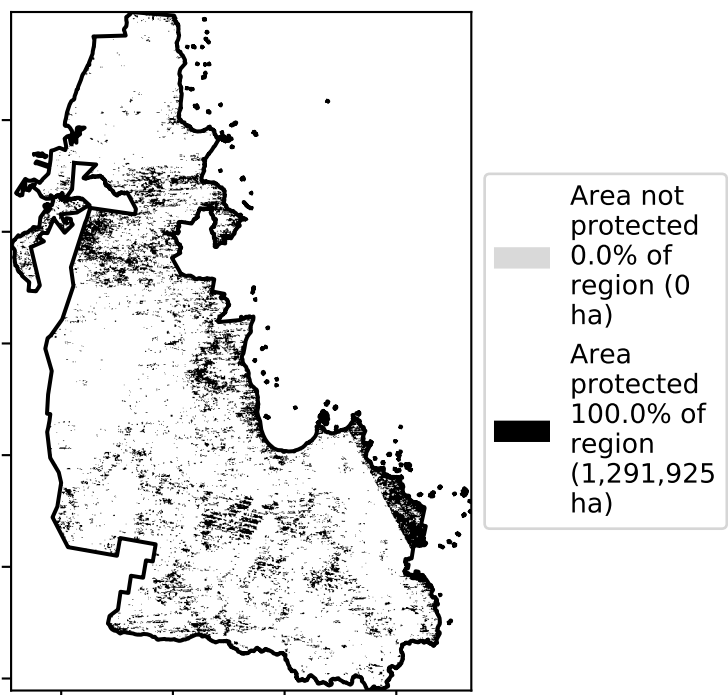 Area not
protected
0.0% of
region (0
ha)
Area
protected
100.0% of
region
(1,291,925
ha)